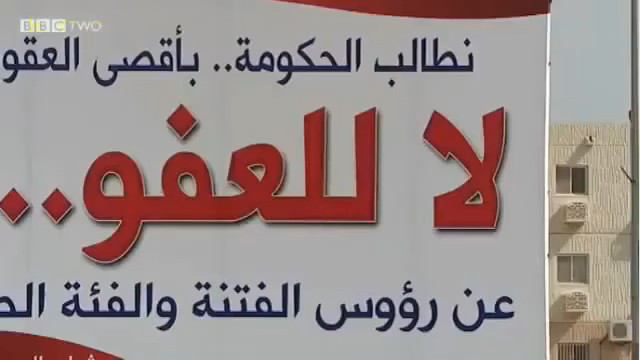 BBC TWO
نطالب الحكومة.. بأقصى
لا للعفو..
عن رؤوس الفتنة والفئة